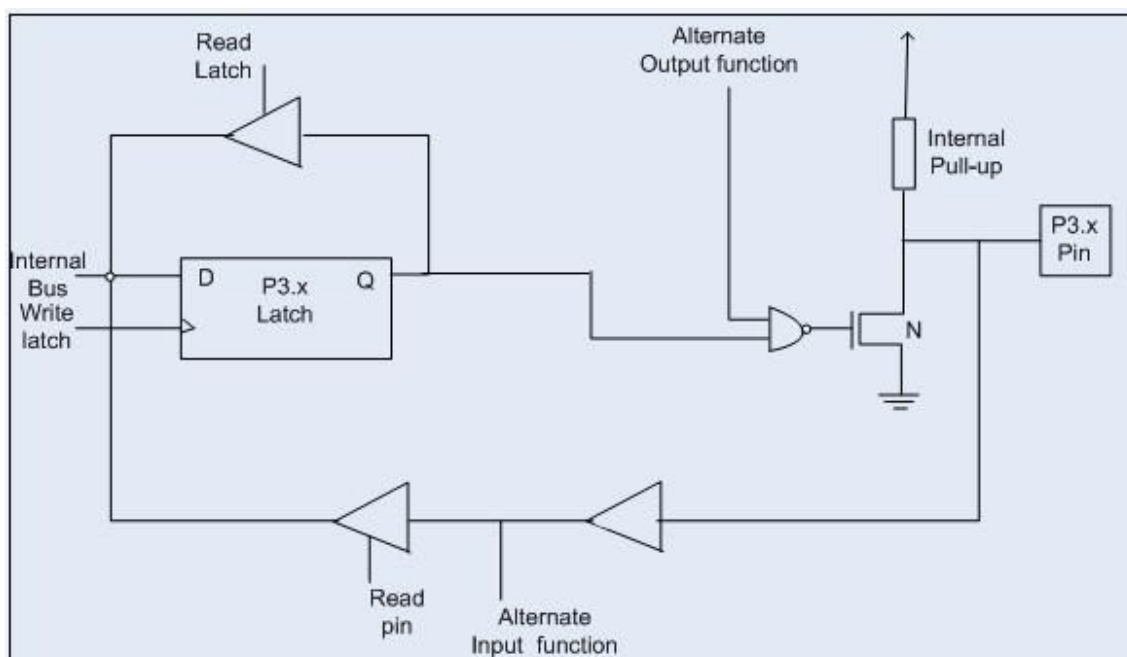 Read
Latch
Alternate
Output function
Internal
Pull-up
P3.x
Pin
Internal
Bus
Write
latch
D
P3.x
Latch
Q
N
Read
pin
Alternate
Input function